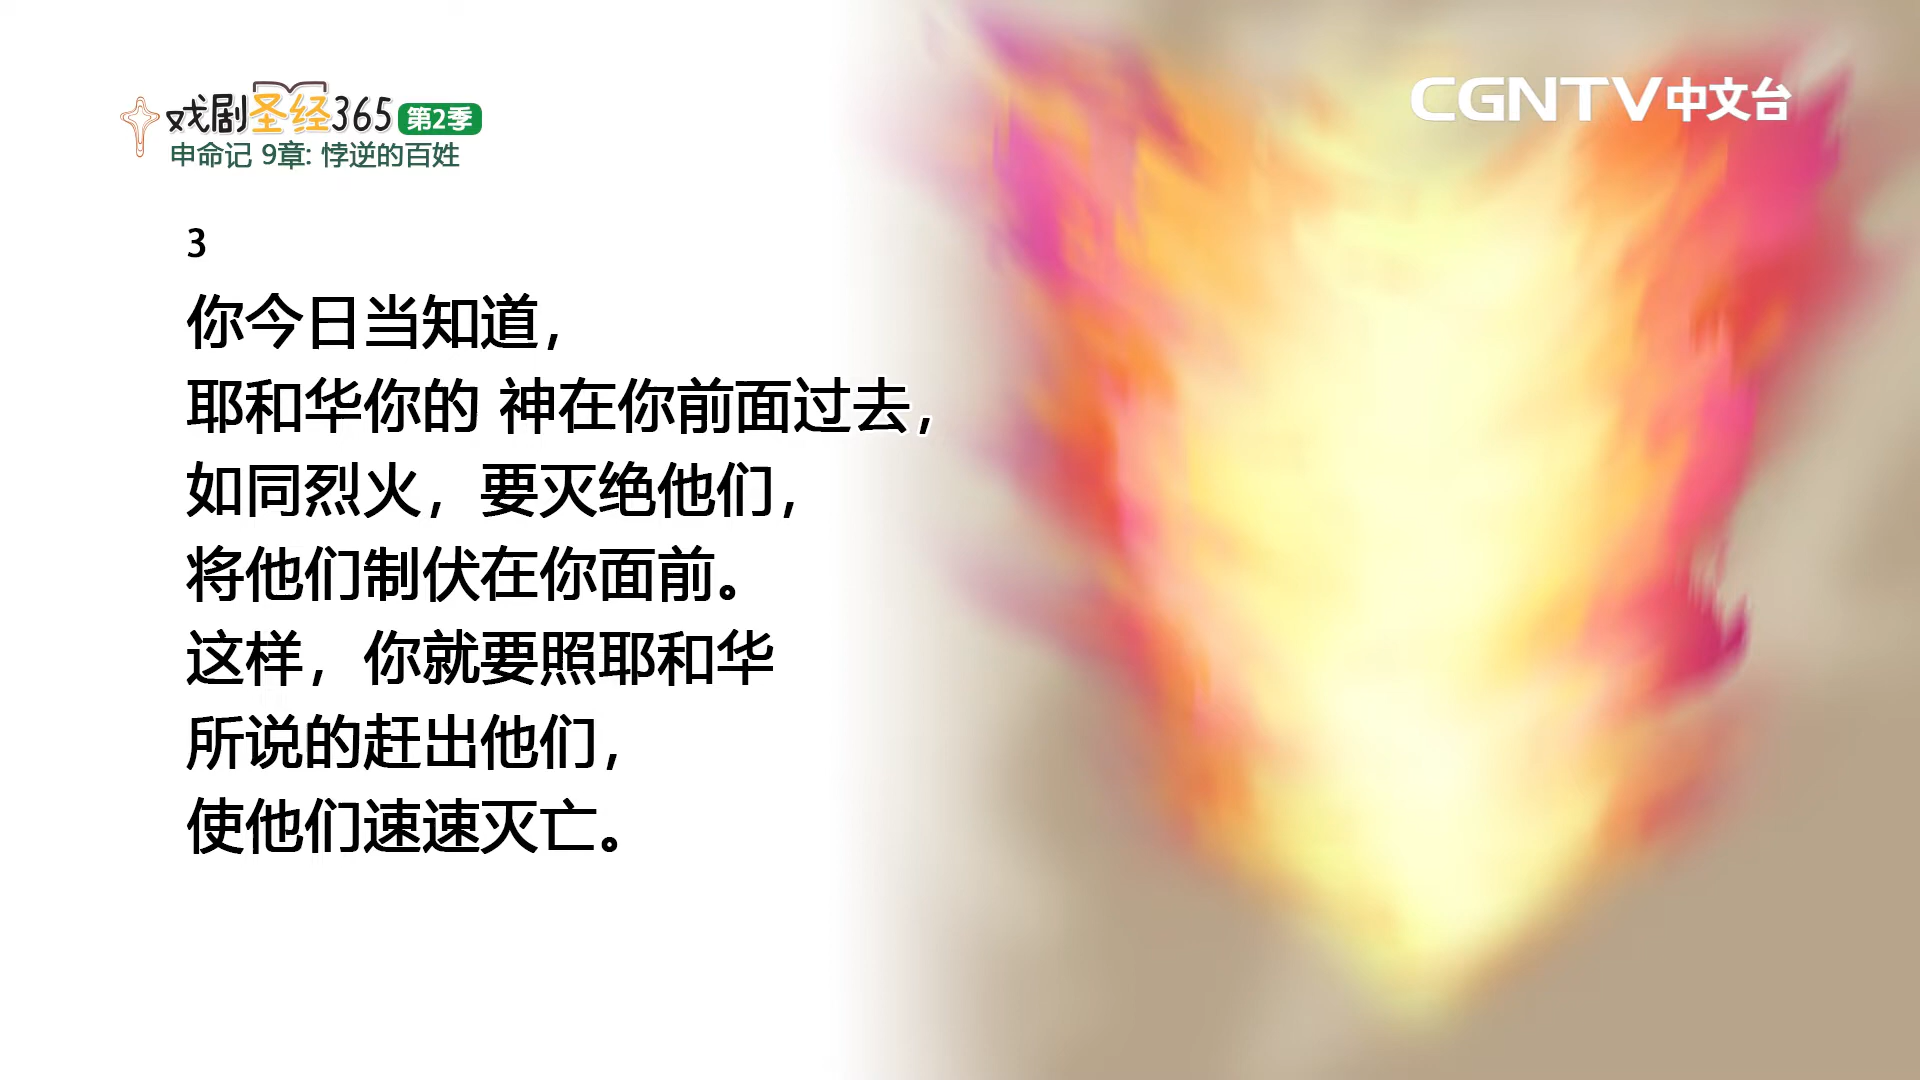 戏剧圣经365 第2季
CGNTV中文台
申命记 9章: 悖逆的百姓
3
你今日当知道，
耶和华你的 神在你前面过去，
如同烈火，要灭绝他们，
将他们制伏在你面前。
这样，你就要照耶和华
所说的赶出他们，
使他们速速灭亡。